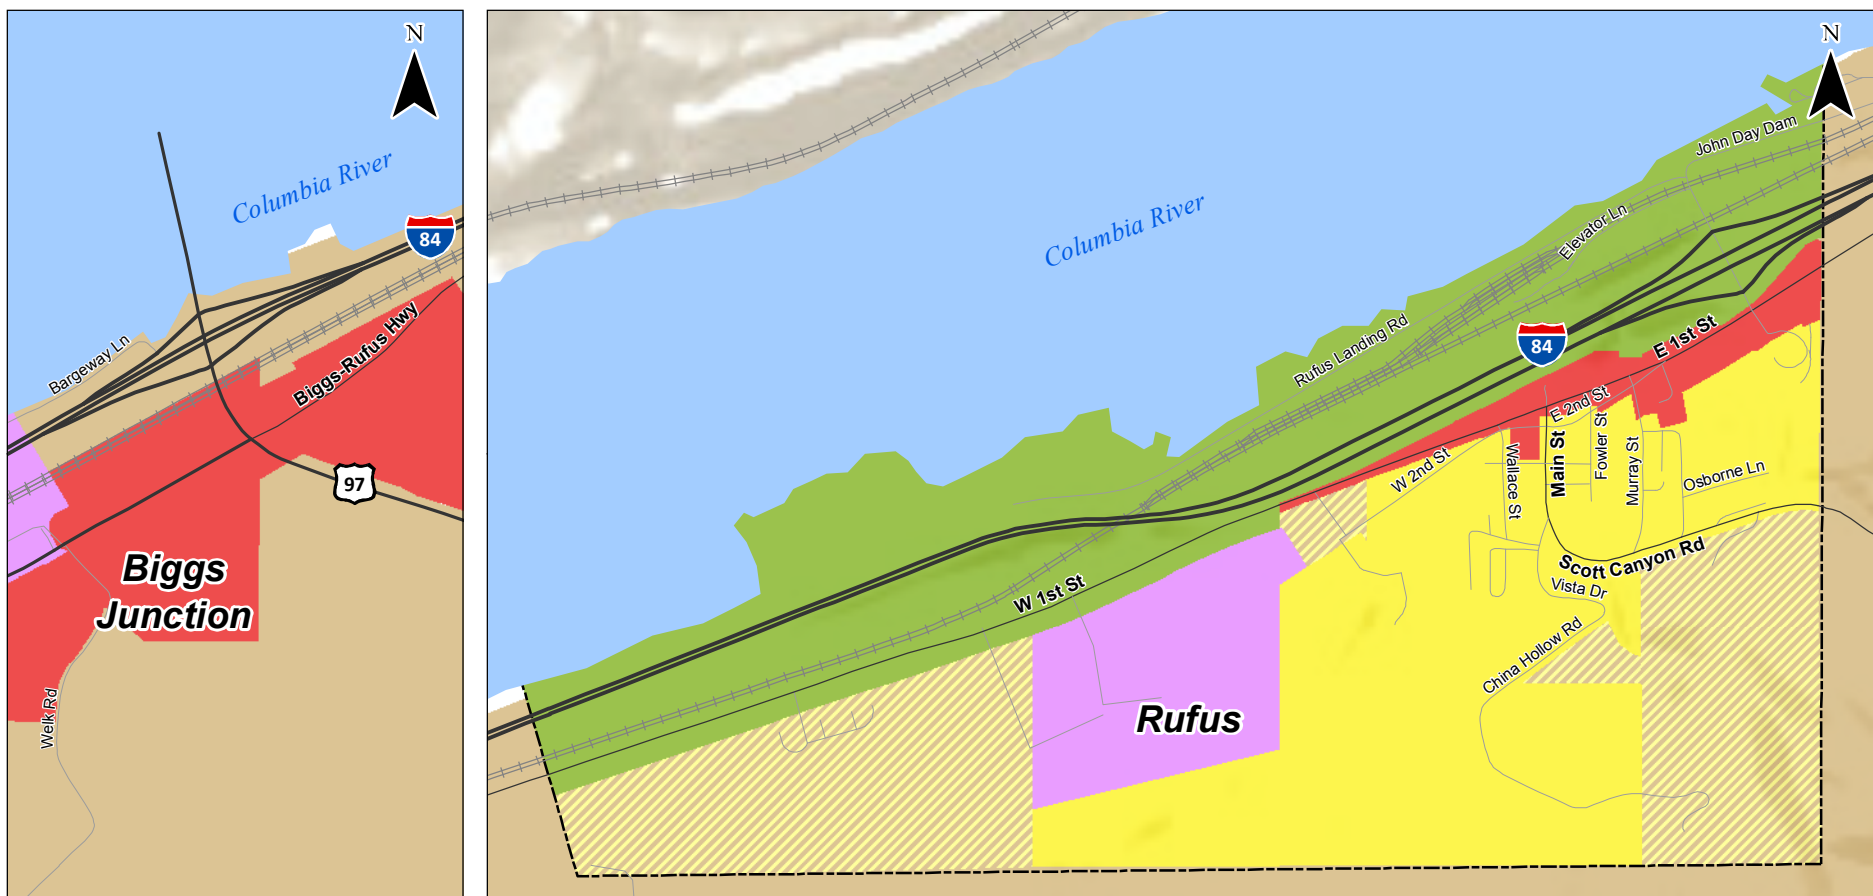 N
Columbia River
84
Bargeway Ln
Biggs-Rufus Hwy
97
Biggs
Junction
Welk Rd
N
John Day Dam
Columbia River
Elevator Ln
Rufus Landing Rd
84
E 1st St
E 2nd St
W 2nd St
Wallace St
Main St
Fowler St
Murray St
Osborne Ln
Scott Canyon Rd
Vista Dr
W 1st St
China Hollow Rd
Rufus